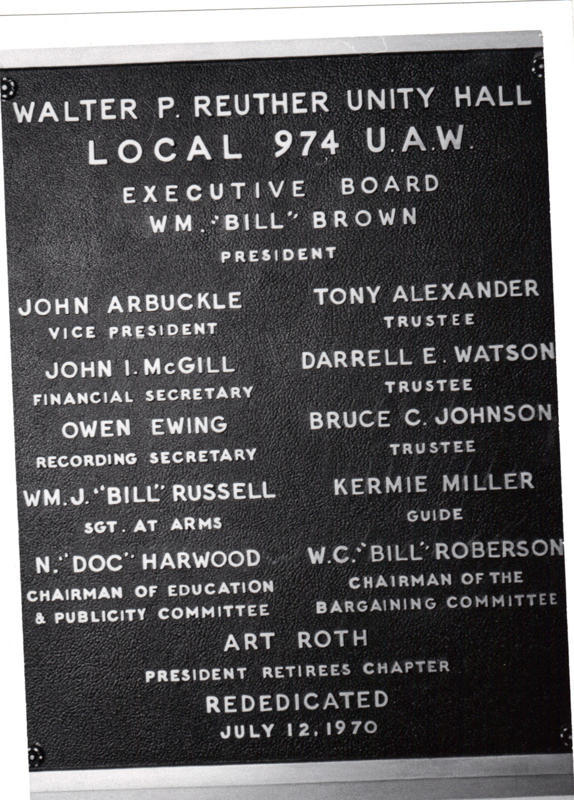 WALTER P. REUTHER UNITY HALL
LOCAL 974 U.A.W.
EXECUTIVE BOARD
WM. "BILL" BROWN
PRESIDENT
JOHN ARBUCKLE
VICE PRESIDENT
JOHN I. McGILL
FINANCIAL SECRETARY
OWEN EWING
RECORDING SECRETARY
WM. J. "BILL" RUSSELL
SGT. AT ARMS
N. "DOC" HARWOOD
CHAIRMAN OF EDUCATION
& PUBLICITY COMMITTEE
TONY ALEXANDER
TRUSTEE
DARRELL E. WATSON
TRUSTEE
BRUCE C. JOHNSON
TRUSTEE
KERMIE MILLER
GUIDE
W.C. "BILL" ROBERSON
CHAIRMAN OF THE
BARGAINING COMMITTEE
ART ROTH
PRESIDENT RETIREES CHAPTER
REDEDICATED
JULY 12, 1970